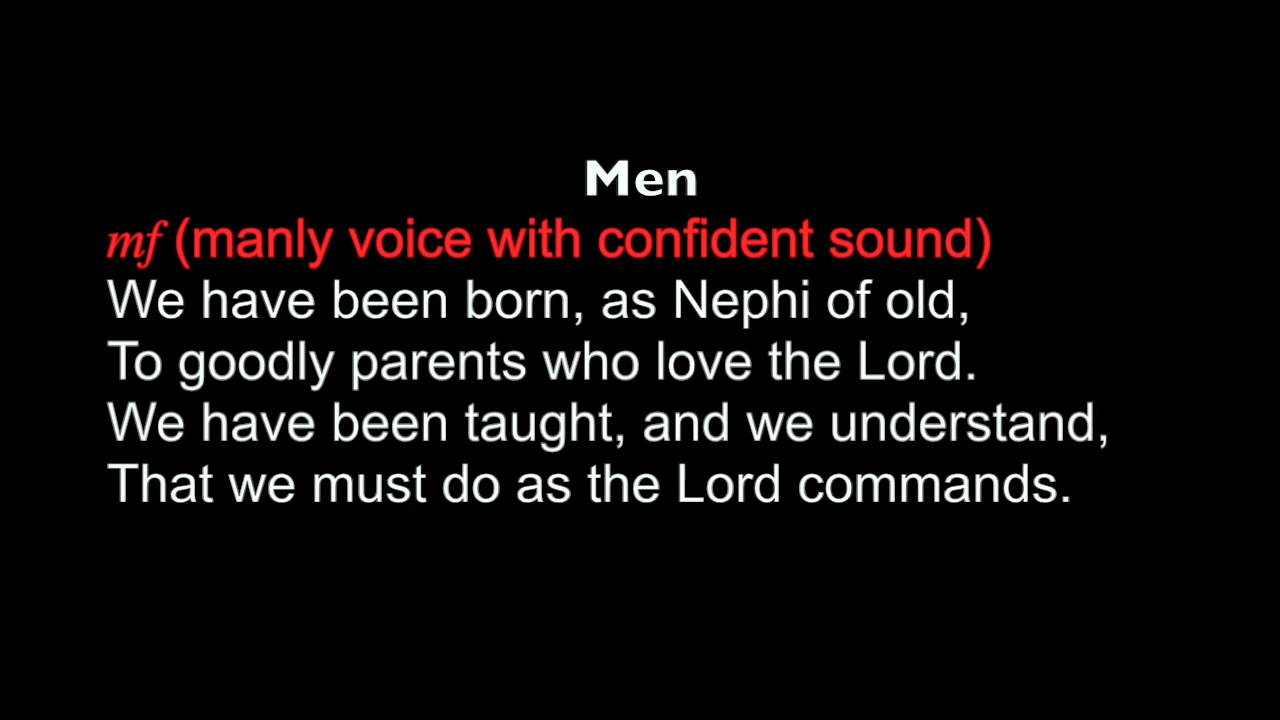 Men
mf (manly voice with confident sound)
We have been born, as Nephi of old,
To goodly parents who love the Lord.
We have been taught, and we understand,
That we must do as the Lord commands.